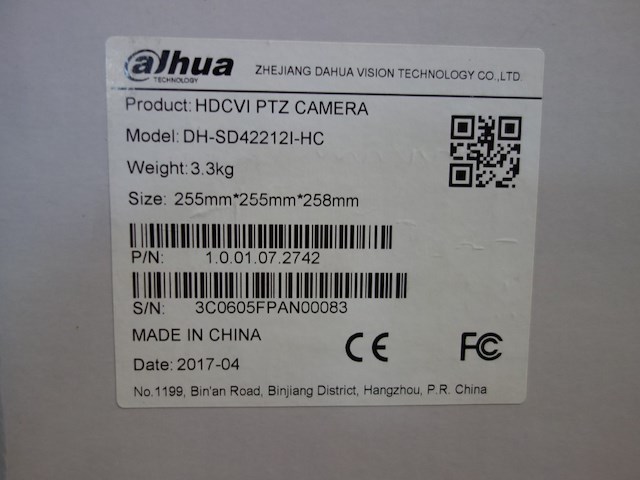 alhua
TECHNOLOGY
ZHEJIANG DAHUA VISION TECHNOLOGY CO.,LTD.
Product: HDCVI PTZ CAMERA
Model: DH-SD42212I-HC
Weight: 3.3kg
Size: 255mm*255mm*258mm
P/N: 1.0.01.07.2742
S/N: 3C0605FPAN00083
MADE IN CHINA
CE FC
Date: 2017-04
No.1199, Bin'an Road, Binjiang District, Hangzhou, P.R. China